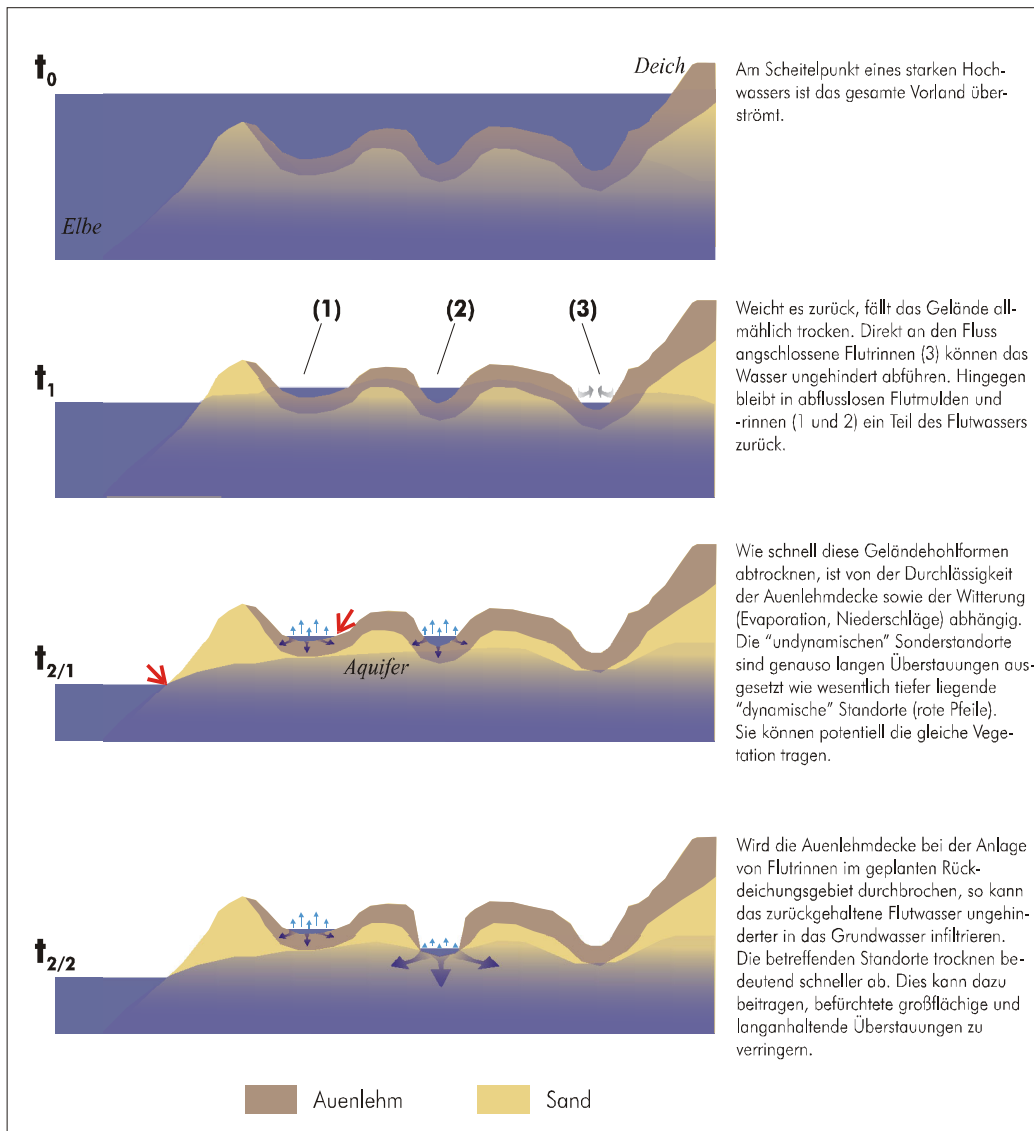 t0
Deich
Elbe
Am Scheitelpunkt eines starken Hoch-
wassers ist das gesamte Vorland über-
strömt.
t1
(1)
(2)
(3)
Weicht es zurück, fällt das Gelände all-
mählich trocken. Direkt an den Fluss
angschlossene Flutrinnen (3) können das
Wasser ungehindert abführen. Hingegen
bleibt in abflusslosen Flutmulden und
-rinnen (1 und 2) ein Teil des Flutwassers
zurück.
t2/1
Aquifer
Wie schnell diese Geländehohlformen
abtrocknen, ist von der Durchlässigkeit
der Auenlehmdecke sowie der Witterung
(Evaporation, Niederschläge) abhängig.
Die "undynamischen" Sonderstandorte
sind genauso langen Überstauungen aus-
gesetzt wie wesentlich tiefer liegende
"dynamische" Standorte (rote Pfeile).
Sie können potentiell die gleiche Vege-
tation tragen.
t2/2
Wird die Auenlehmdecke bei der Anlage
von Flutrinnen im geplanten Rück-
deichungsgebiet durchbrochen, so kann
das zurückgehaltene Flutwasser ungehin-
derter in das Grundwasser infiltrieren.
Die betreffenden Standorte trocknen be-
deutend schneller ab. Dies kann dazu
beitragen, befürchtete großflächige und
langanhaltende Überstauungen zu
verringern.
Auenlehm
Sand